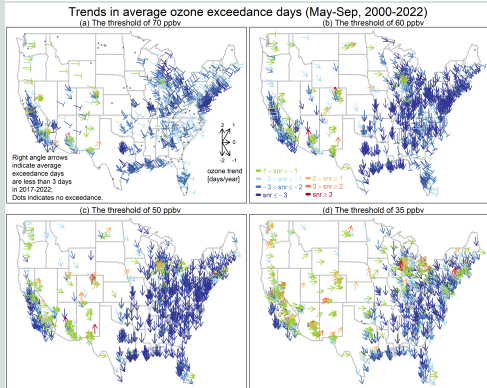 Trends in average ozone exceedance days (May-Sep, 2000-2022)
(a) The threshold of 70 ppbv
(b) The threshold of 60 ppbv
2
1
0
-1
-2
2
1
-1
-2
ozone trend
[days/year]
Right angle arrows
indicate average
exceedance days
are less than 3 days
in 2017-2022;
Dots indicates no exceedance.
1 > snr > −1
−2 < snr ≤ −1
2 > snr ≥ 1
−3 < snr ≤ −2
3 > snr ≥ 2
snr ≤ −3
snr ≥ 3
(c) The threshold of 50 ppbv
(d) The threshold of 35 ppbv